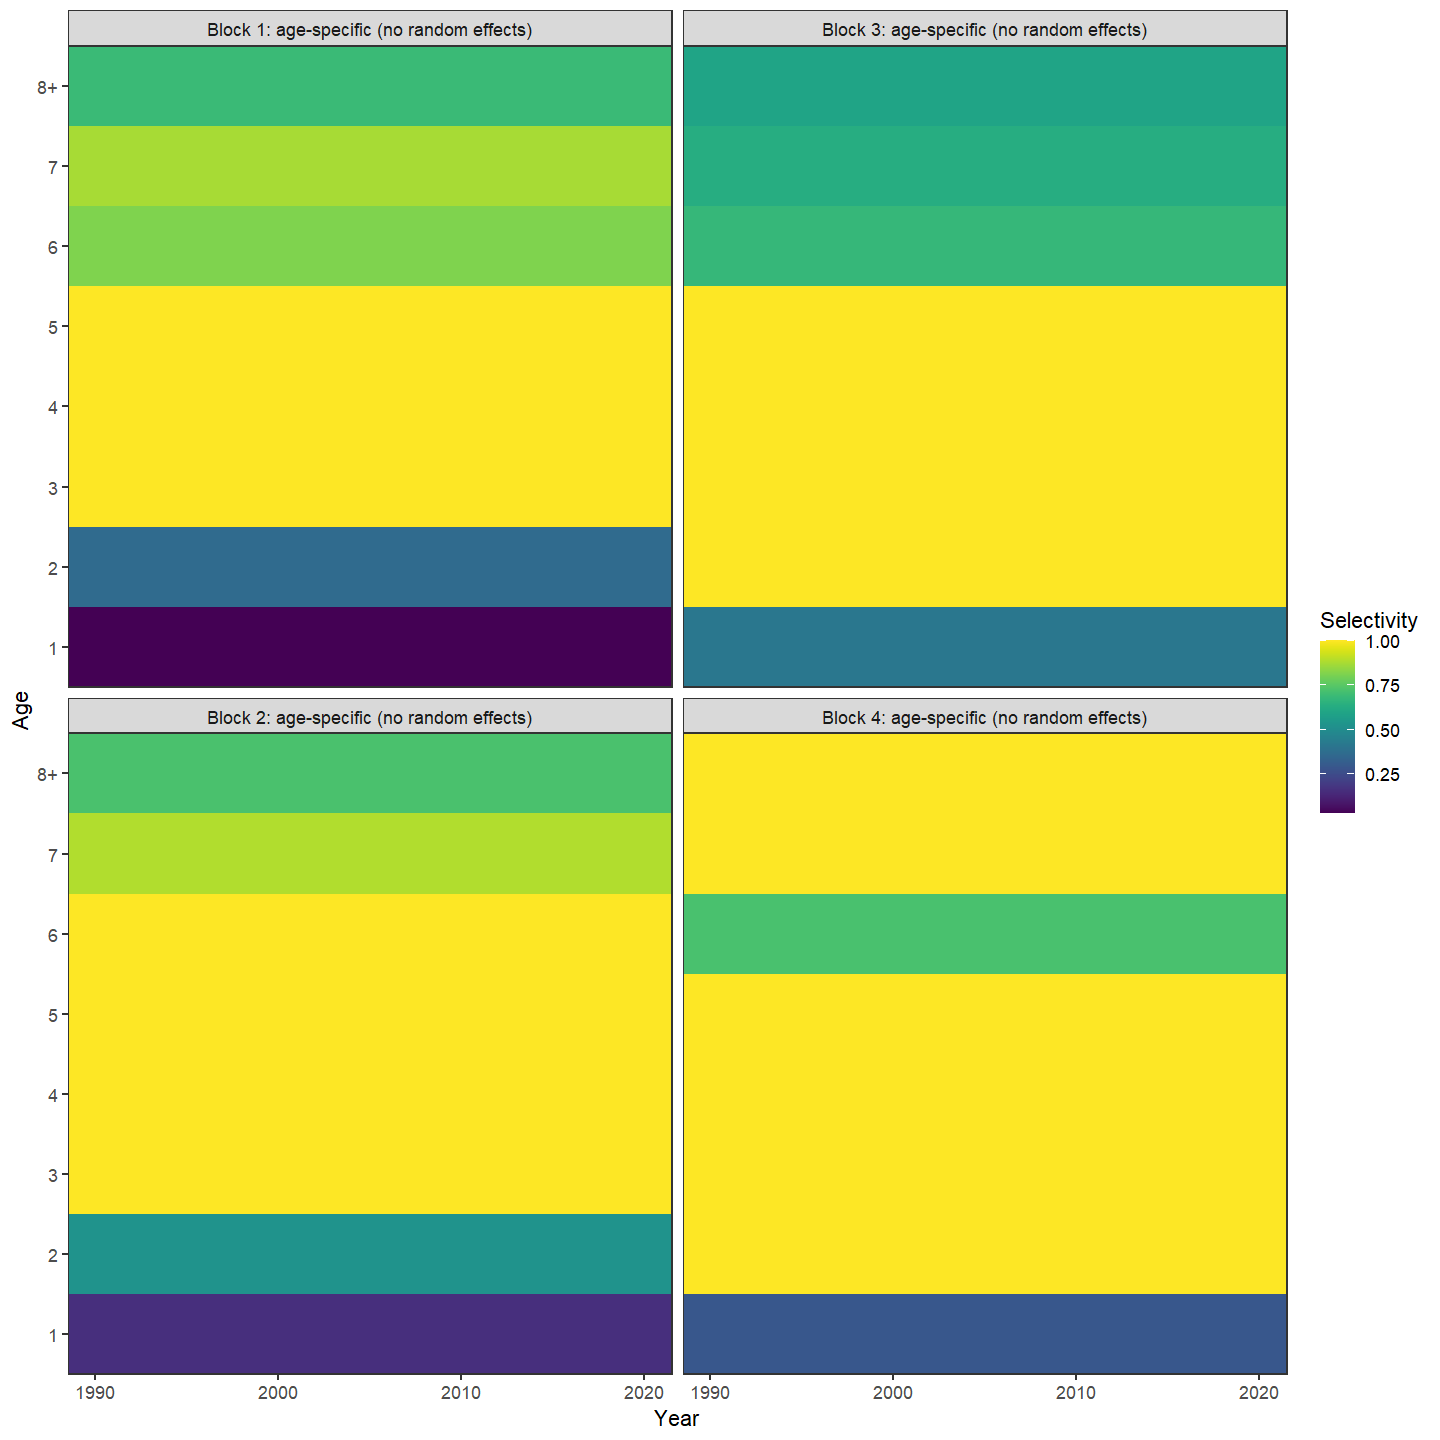 Block 1: age-specific (no random effects)
Block 3: age-specific (no random effects)
8+
7
6
5
4
3
2
1
Age
Block 2: age-specific (no random effects)
Block 4: age-specific (no random effects)
8+
7
6
5
4
3
2
1
1990 2000 2010 2020
1990 2000 2010 2020
Year
Selectivity
1.00
0.75
0.50
0.25